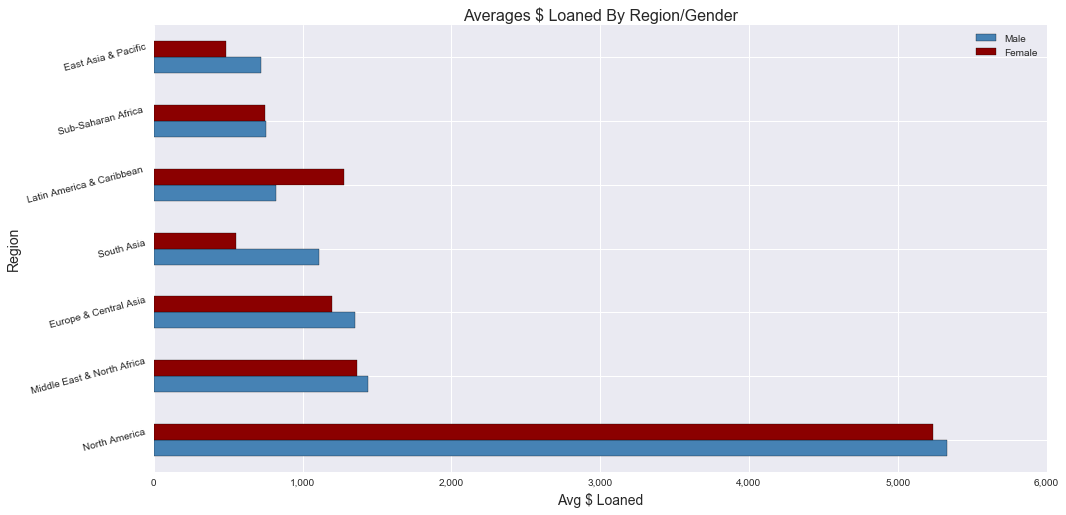 Averages $ Loaned By Region/Gender
Male
Female
East Asia & Pacific
Sub-Saharan Africa
Latin America & Caribbean
South Asia
Europe & Central Asia
Middle East & North Africa
North America
Region
0 1,000 2,000 3,000 4,000 5,000 6,000
Avg $ Loaned